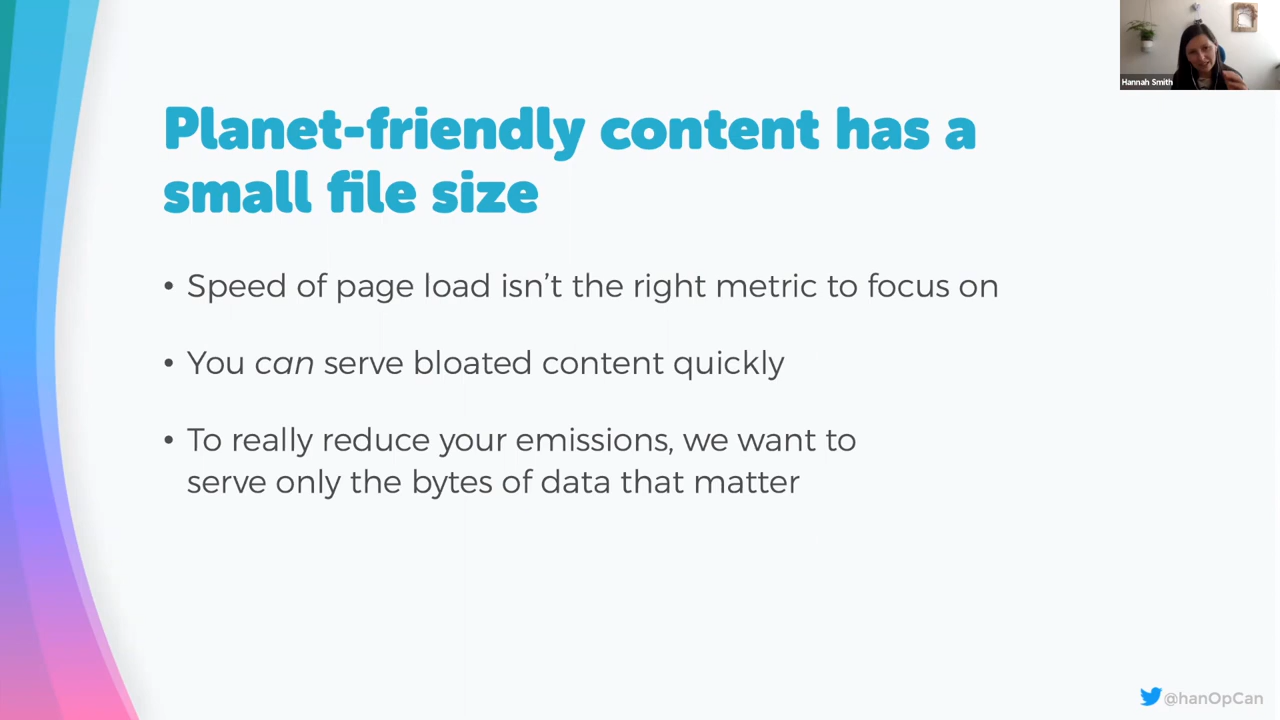 Hannah Smith
Planet-friendly content has a
small file size
• Speed of page load isn’t the right metric to focus on
• You can serve bloated content quickly
• To really reduce your emissions, we want to
serve only the bytes of data that matter
@hanOpCan